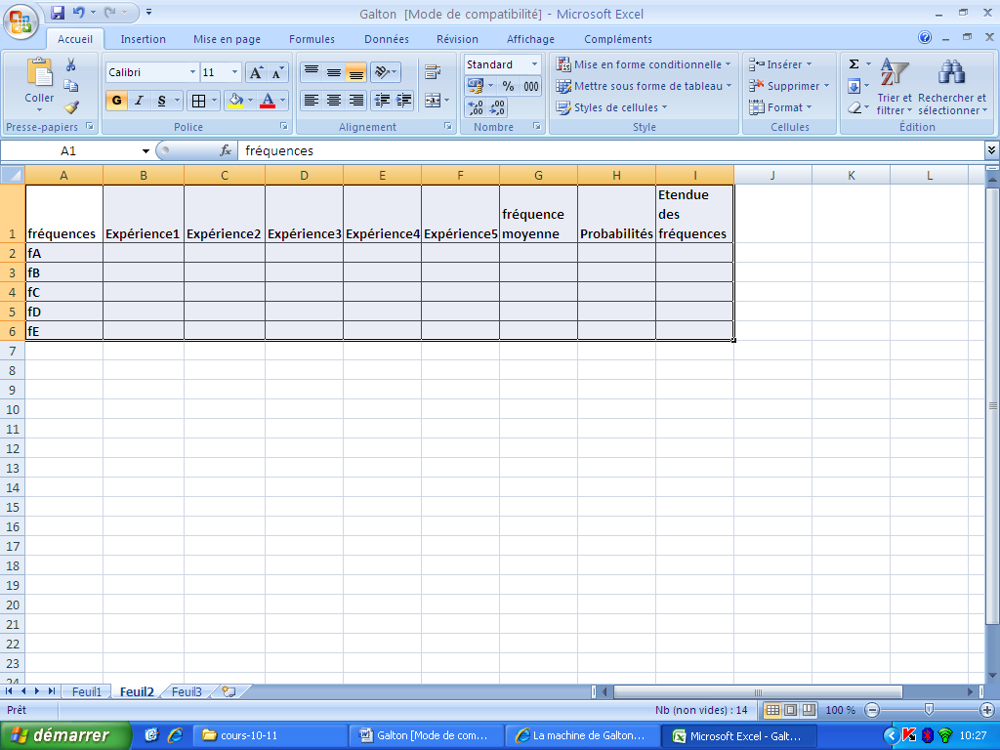 Galton [Mode de compatibilité] - Microsoft Excel
Accueil Insertion Mise en page Formules Données Révision Affichage Compléments
Coller
Presse-papiers
Calibri 11
G I S A
Police
Alignement
Standard
% 000
Nombre
Mise en forme conditionnelle
Mettre sous forme de tableau
Styles de cellules
Style
Insérer
Supprimer
Format
Cellules
Σ
Trier et filtrer
Rechercher et sélectionner
Édition
A1 fx fréquences
A B C D E F G H I J K L
1 fréquences Expérience1 Expérience2 Expérience3 Expérience4 Expérience5 fréquence moyenne Probabilités Etendue des fréquences
2 fA
3 fB
4 fC
5 fD
6 fE
7
8
9
10
11
12
13
14
15
16
17
18
19
20
21
22
23
24
Feuil1 Feuil2 Feuil3
Prêt Nb (non vides) : 14 100 %
démarrer cours-10-11 Galton [Mode de com... La machine de Galton... Microsoft Excel - Galt... 10:27